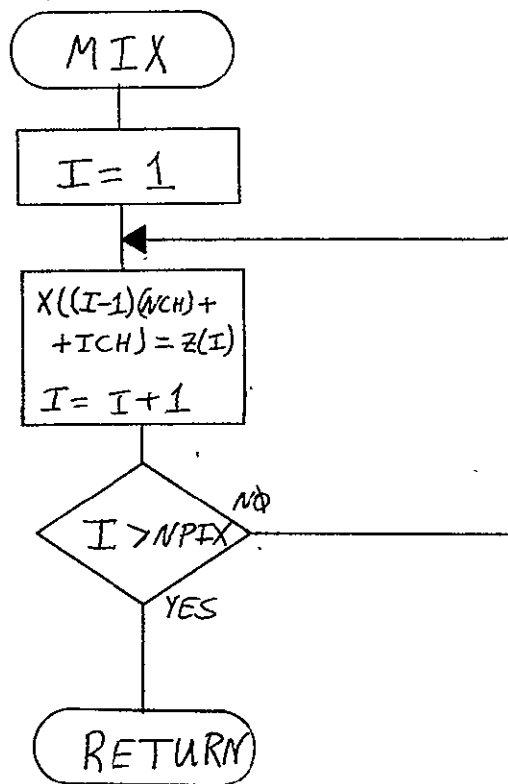 MIX
I = 1
X((I-1)(NCH)+
+ICH) = Z(I)
I = I+1
I > NPIX
NO
YES
RETURN